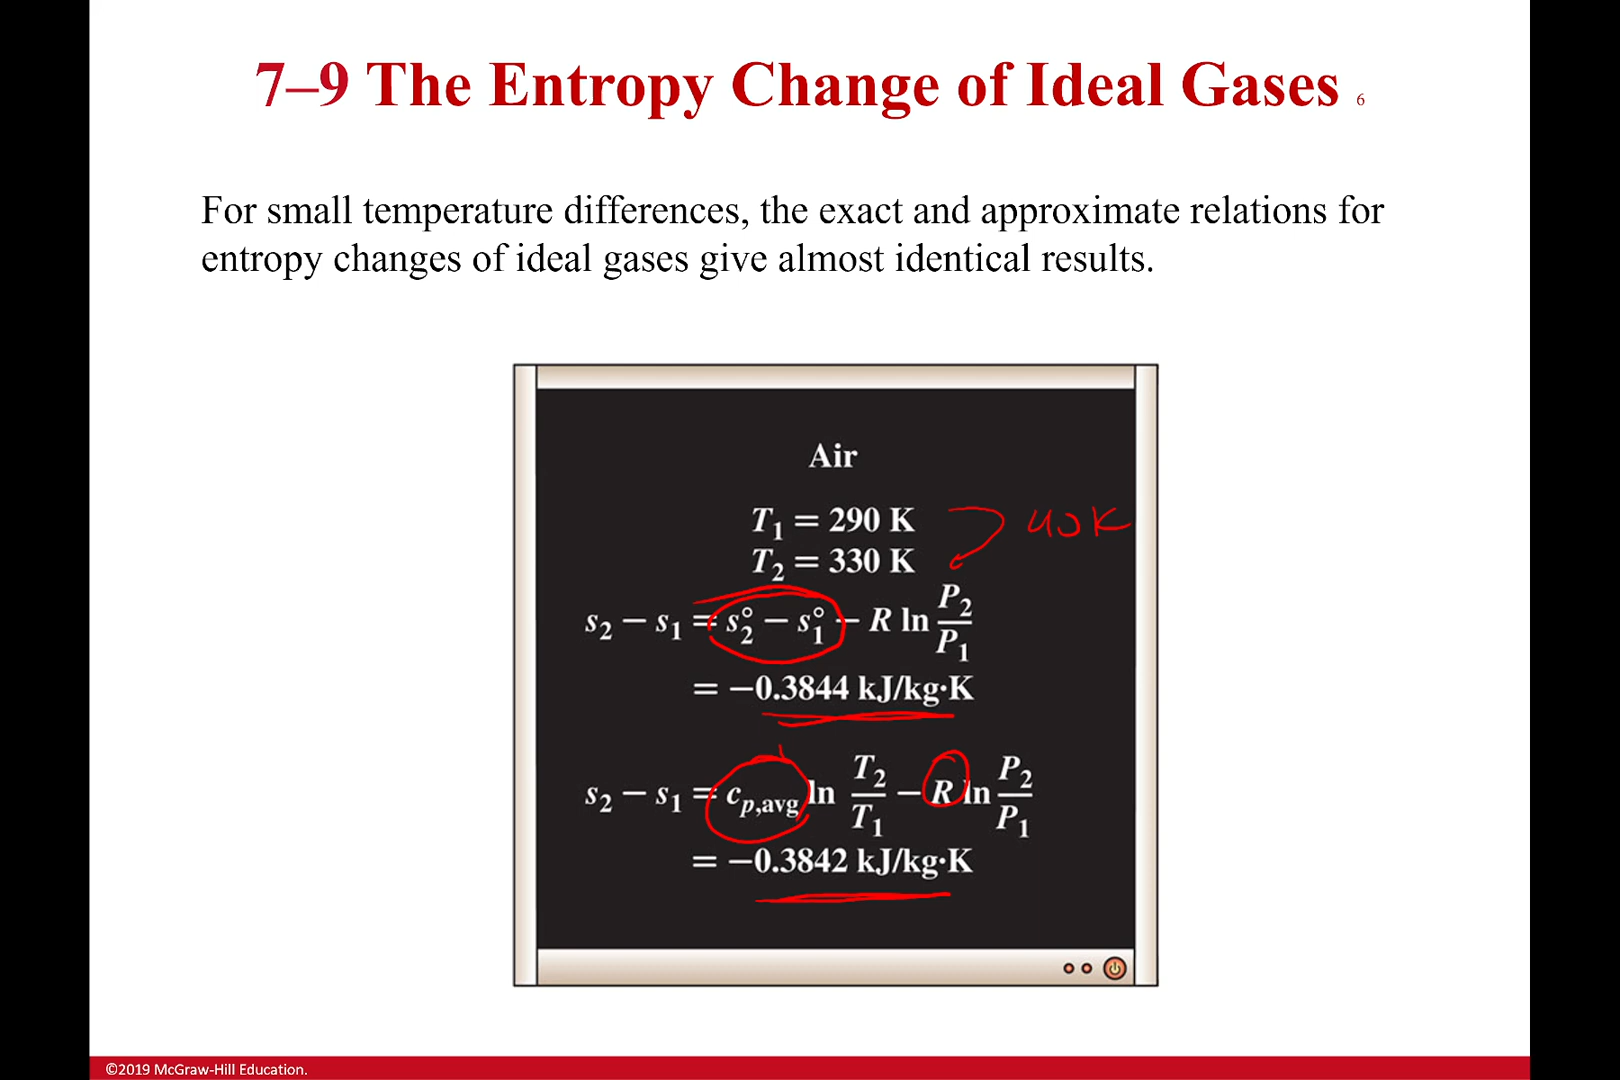 7–9 The Entropy Change of Ideal Gases 6
For small temperature differences, the exact and approximate relations for
entropy changes of ideal gases give almost identical results.
Air
T₁ = 290 K
40K
T₂ = 330 K
s₂ − s₁ = s₂° − s₁° − R ln P₂/P₁
= −0.3844 kJ/kg·K
s₂ − s₁ = cp,avg ln T₂/T₁ − R ln P₂/P₁
= −0.3842 kJ/kg·K
©2019 McGraw-Hill Education.